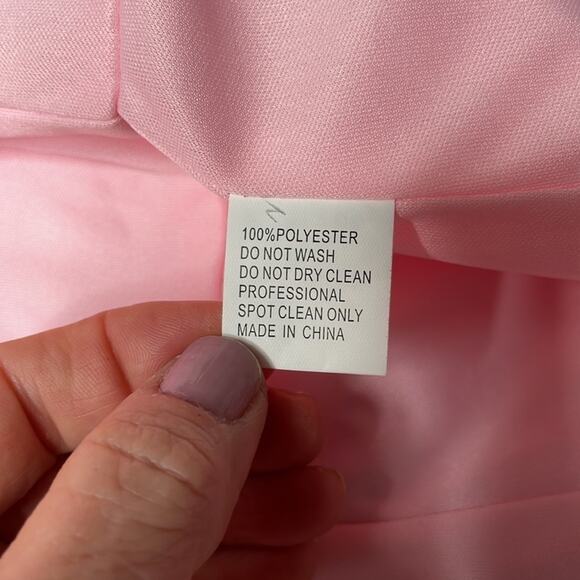 100%POLYESTER
DO NOT WASH
DO NOT DRY CLEAN
PROFESSIONAL
SPOT CLEAN ONLY
MADE IN CHINA